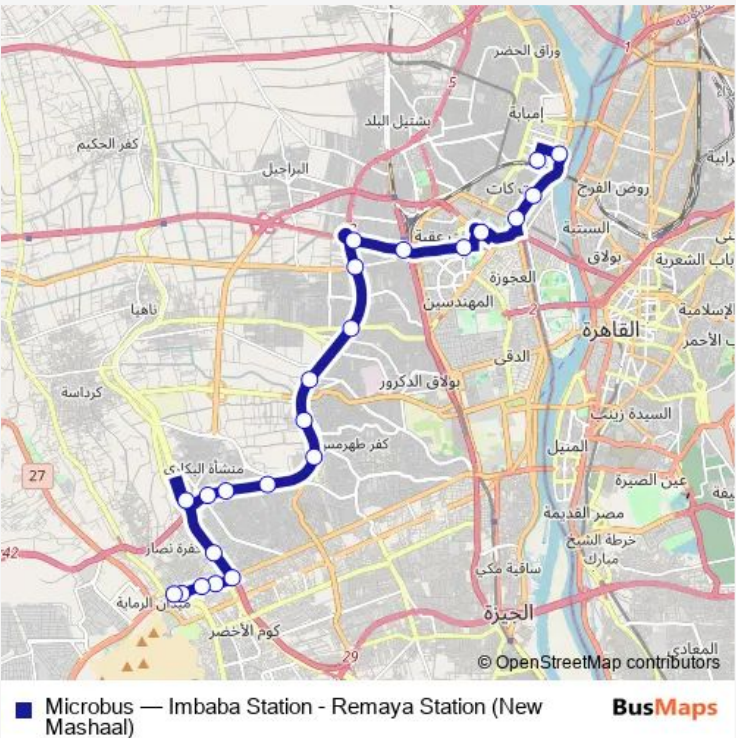 وراق الحضر
1
5
إمبابة
بشتيل البلد
كفر الحكيم
البراجيل
روض الفرج
كات
السبتية
عقبة
بولاق
باب الشعرية
العجوزة
المهندسين
ناهيا
2
الإسلامية
القاهرة
الدقي
بولاق الدكرور
كرداسة
السيدة زينب
المنيل
كفر طهرمس
منشأة البكاري
27
عين الصيرة
مصر القديمة
خرطة الشيخ
مبارك
نصار
42
ساقية مكي
ميدان الرماية
الجيزة
كوم الأخضر
المعادي
29
© OpenStreetMap contributors
Microbus — Imbaba Station - Remaya Station (New
Mashaal)
BusMaps